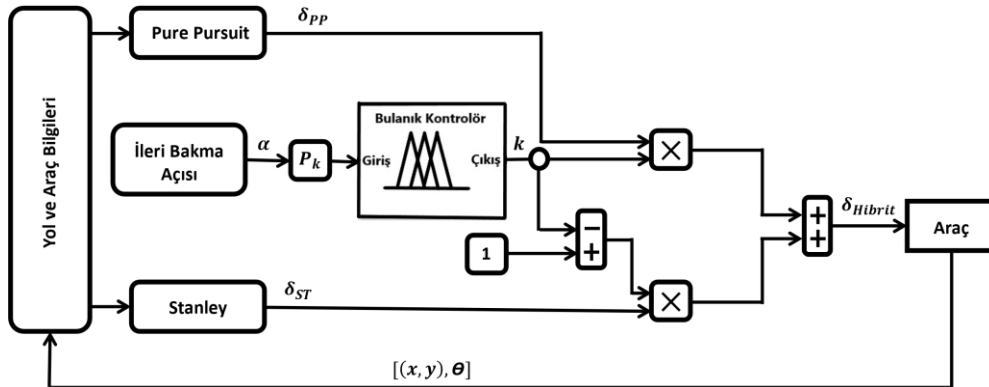 Yol ve Araç Bilgileri
Pure Pursuit
δ_PP
İleri Bakma
Açısı
α
P_k
Bulanık Kontrolör
Giriş
Çıkış
k
×
1
−
+
Stanley
δ_ST
×
+
+
δ_Hibrit
Araç
[(x, y), θ]